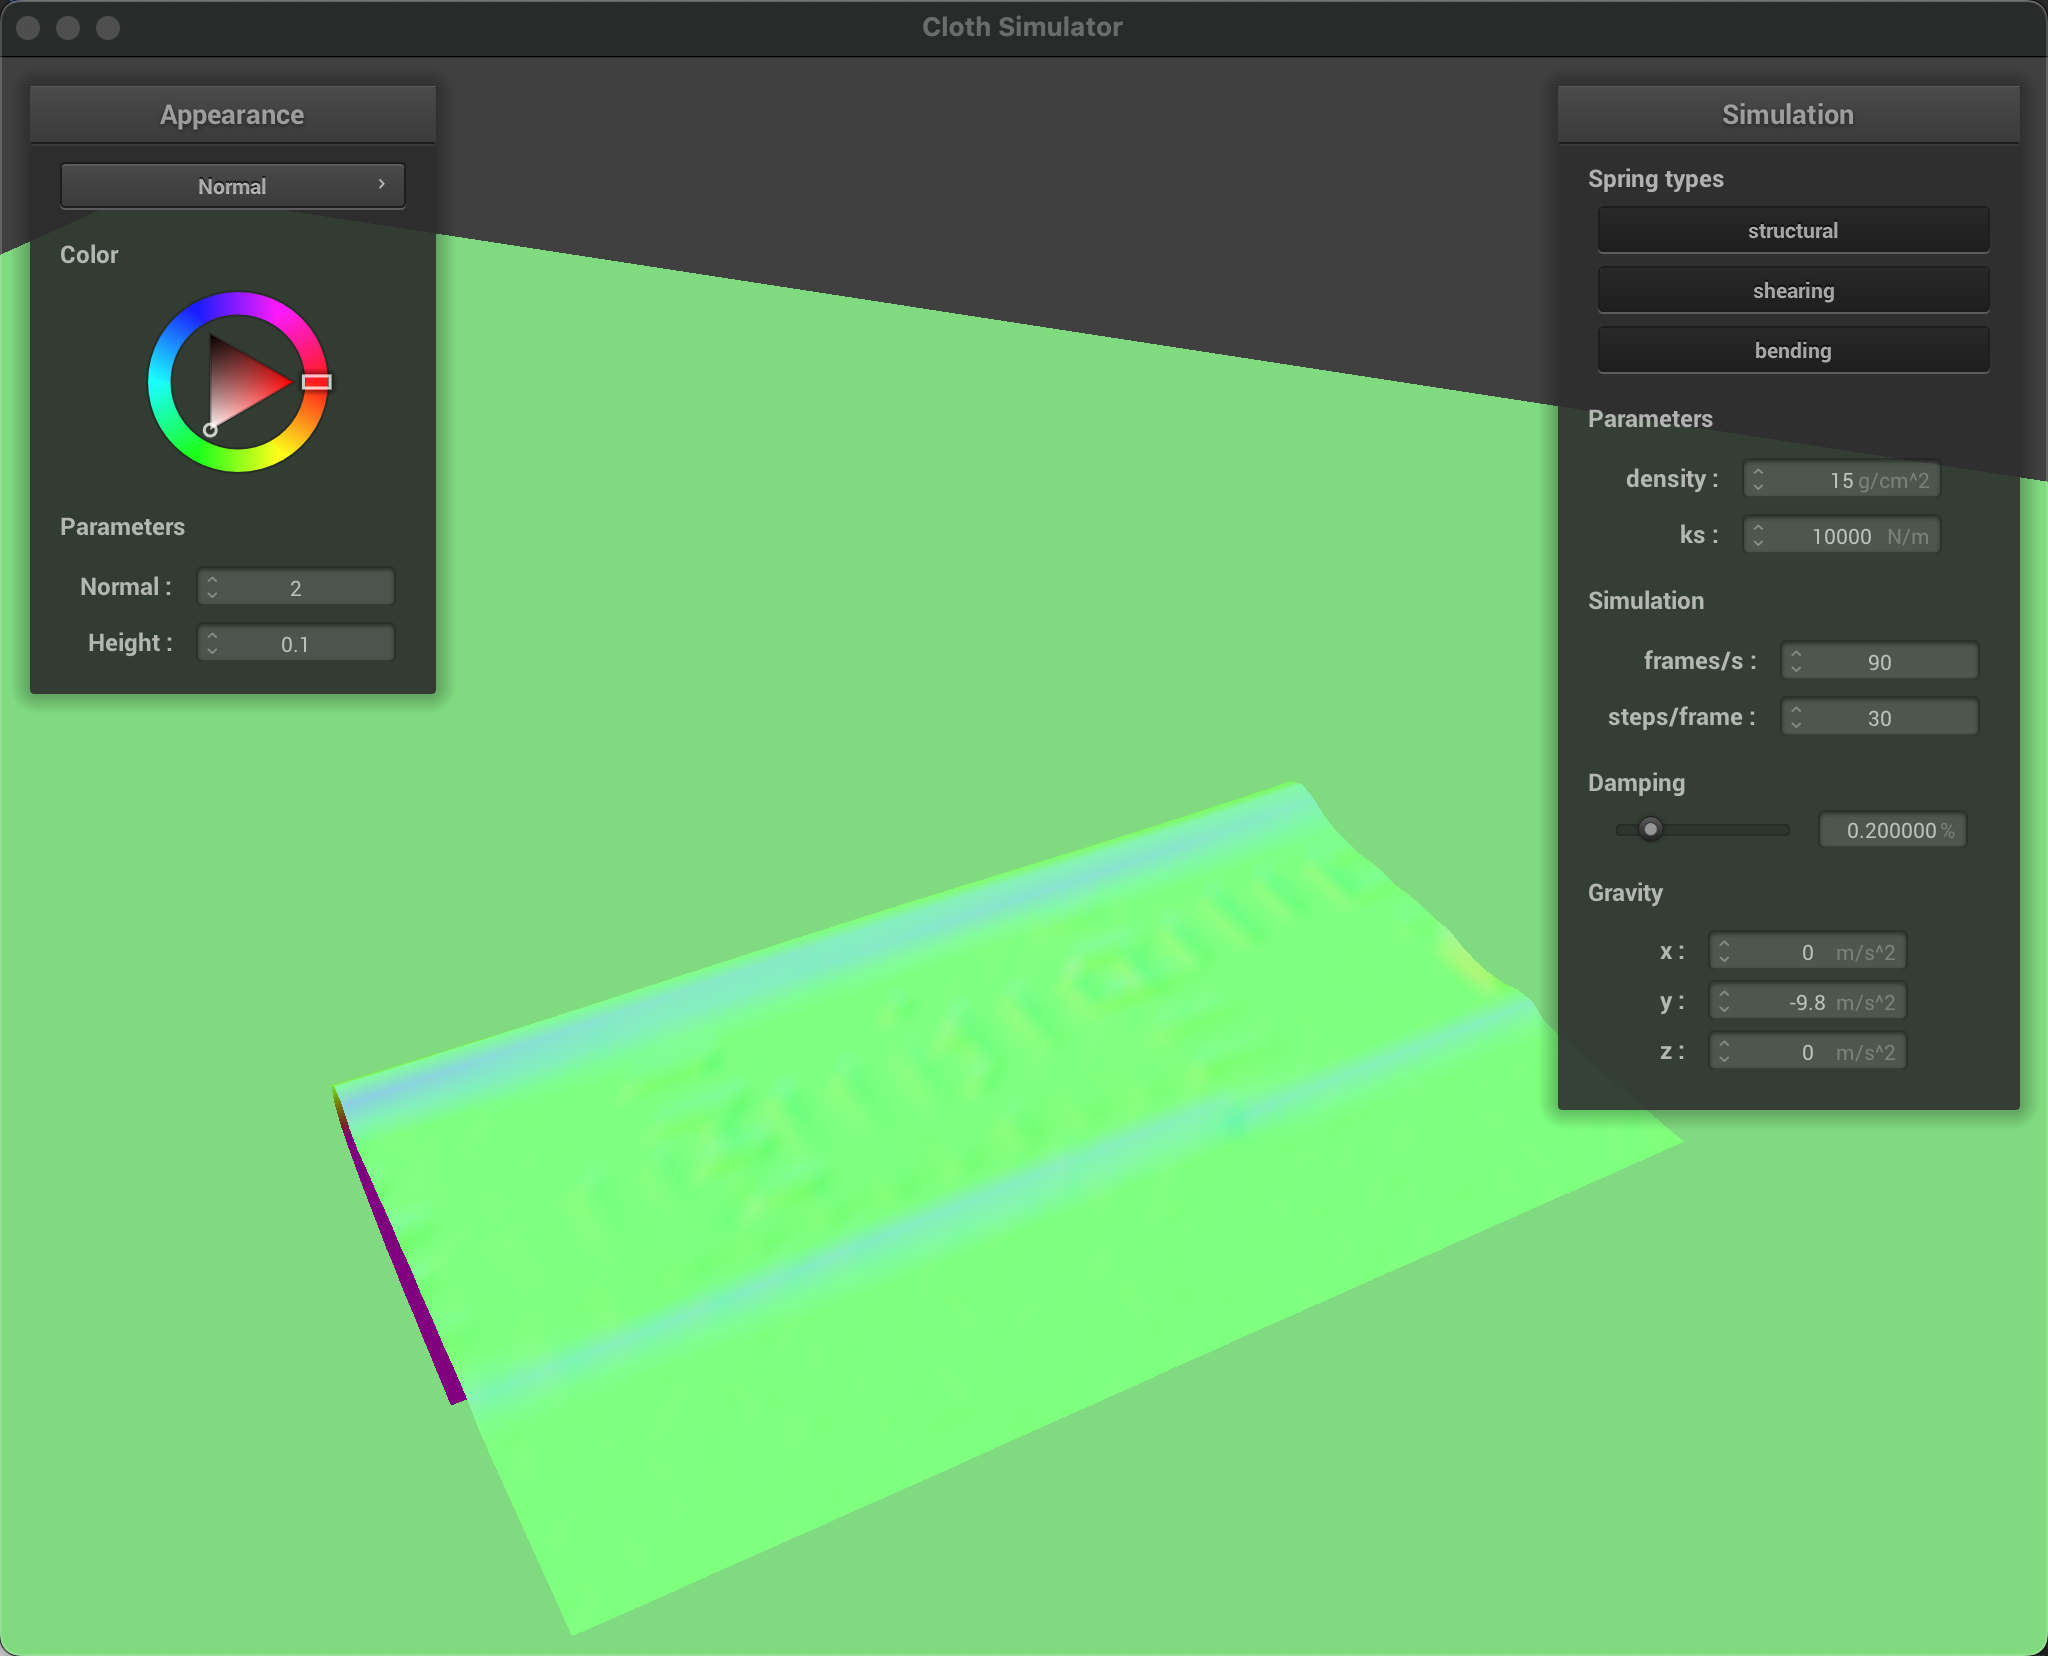 Cloth Simulator
Appearance
Normal
Color
Parameters
Normal : 2
Height : 0.1
Simulation
Spring types
structural
shearing
bending
Parameters
density : 15 g/cm^2
ks : 10000 N/m
Simulation
frames/s : 90
steps/frame : 30
Damping
0.200000 %
Gravity
x : 0 m/s^2
y : -9.8 m/s^2
z : 0 m/s^2